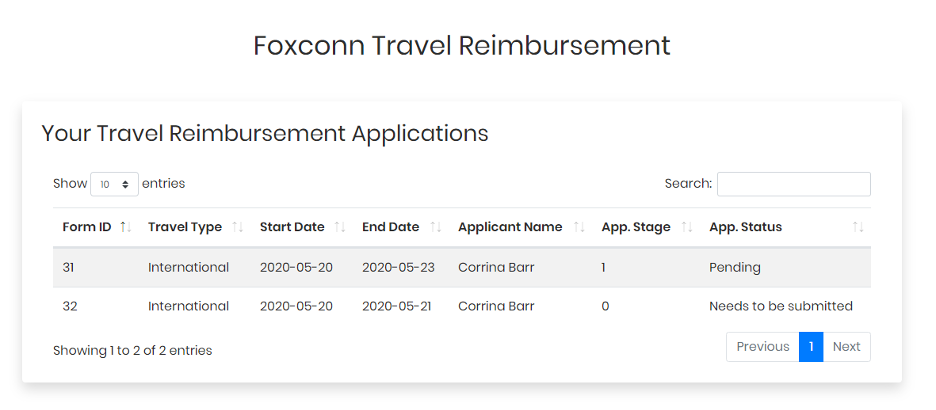 Foxconn Travel Reimbursement
Your Travel Reimbursement Applications
Show 10 entries Search:
Form ID Travel Type Start Date End Date Applicant Name App. Stage App. Status
31 International 2020-05-20 2020-05-23 Corrina Barr 1 Pending
32 International 2020-05-20 2020-05-21 Corrina Barr 0 Needs to be submitted
Showing 1 to 2 of 2 entries Previous 1 Next